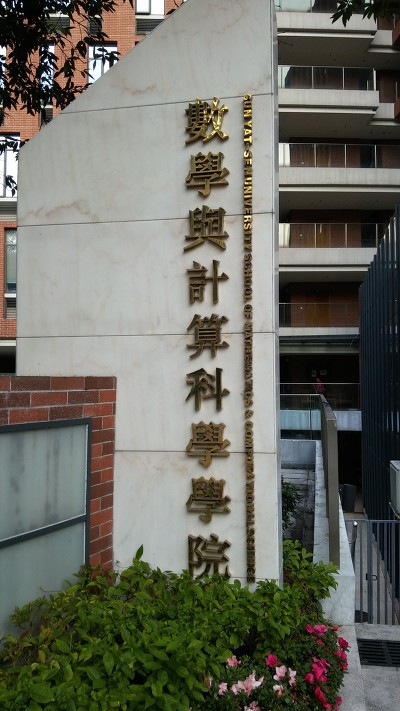 數學與計算科學學院
SUN YAT-SEN UNIVERSITY SCHOOL OF MATHEMATICS & COMPUTATIONAL SCIENCE